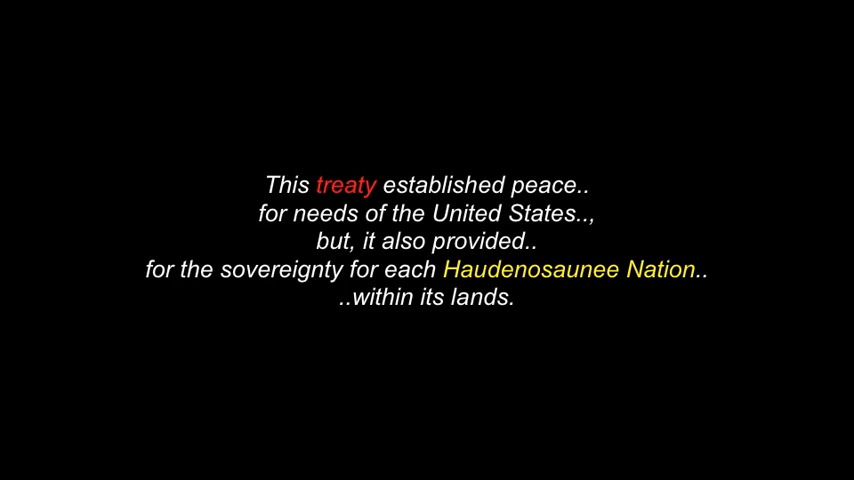 This treaty established peace..
for needs of the United States..,
but, it also provided..
for the sovereignty for each Haudenosaunee Nation..
..within its lands.